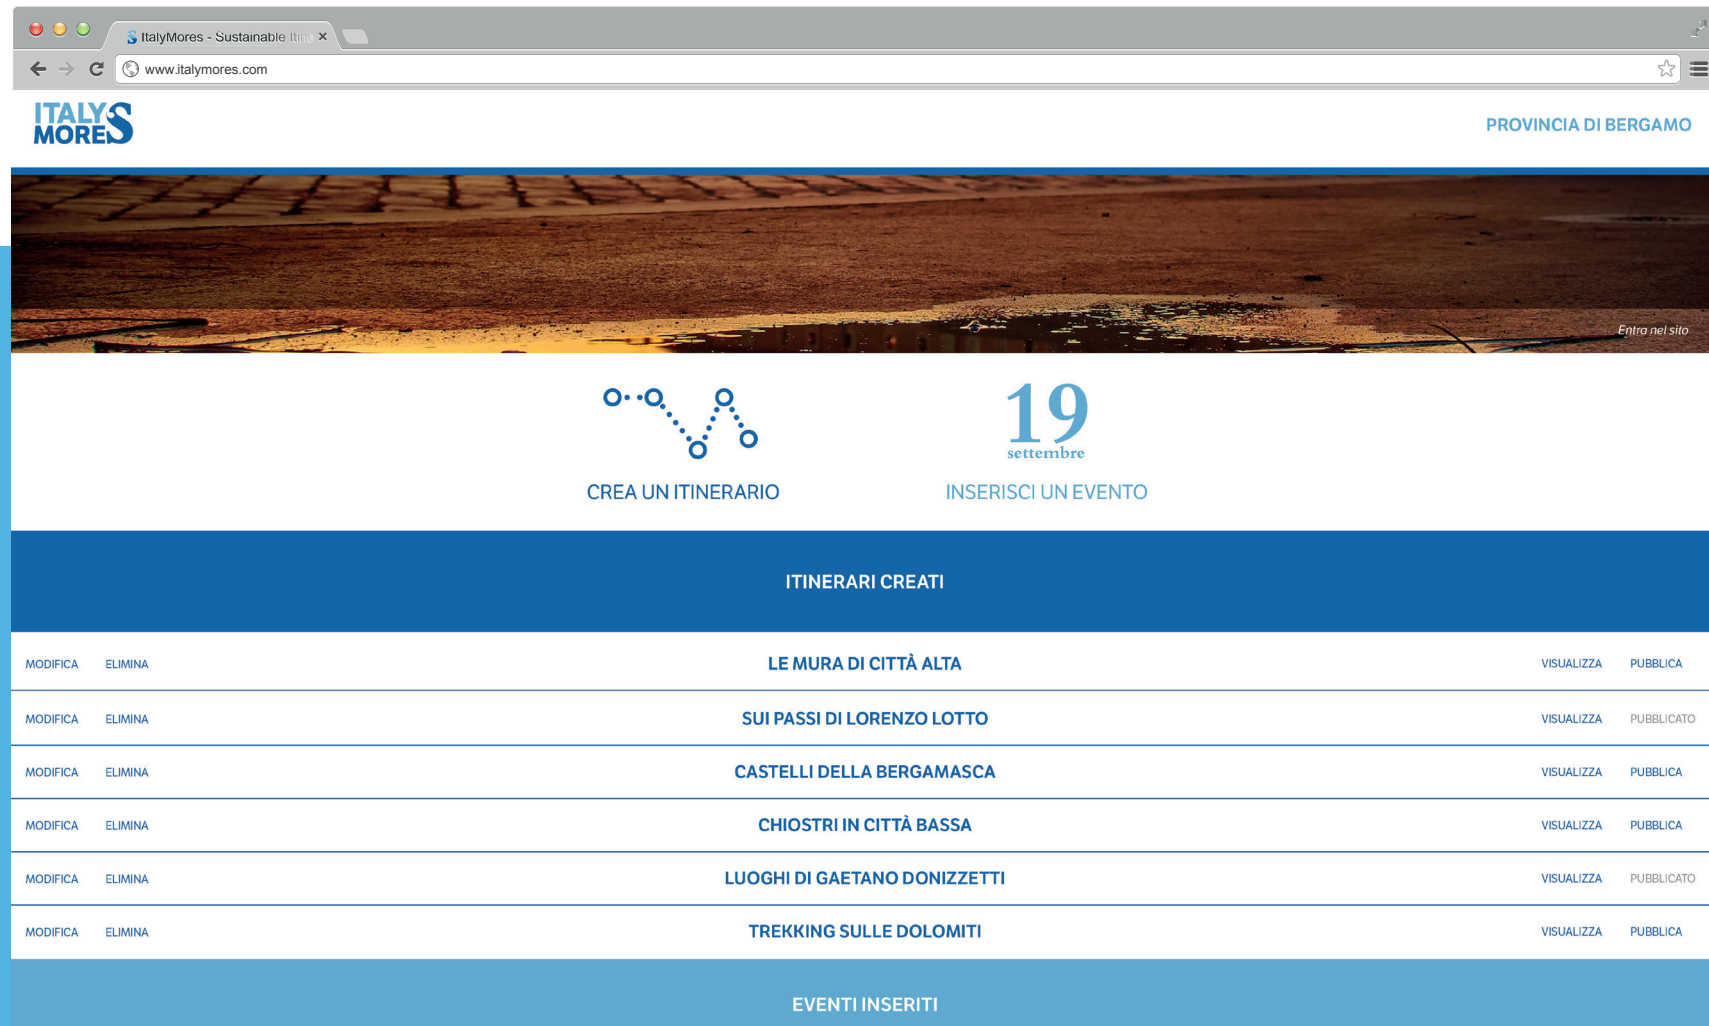 ItalyMores - Sustainable Itine
www.italymores.com
ITALY
MORES
PROVINCIA DI BERGAMO
Entra nel sito
19
settembre
CREA UN ITINERARIO
INSERISCI UN EVENTO
ITINERARI CREATI
MODIFICA ELIMINA LE MURA DI CITTÀ ALTA VISUALIZZA PUBBLICA
MODIFICA ELIMINA SUI PASSI DI LORENZO LOTTO VISUALIZZA PUBBLICATO
MODIFICA ELIMINA CASTELLI DELLA BERGAMASCA VISUALIZZA PUBBLICA
MODIFICA ELIMINA CHIOSTRI IN CITTÀ BASSA VISUALIZZA PUBBLICA
MODIFICA ELIMINA LUOGHI DI GAETANO DONIZZETTI VISUALIZZA PUBBLICATO
MODIFICA ELIMINA TREKKING SULLE DOLOMITI VISUALIZZA PUBBLICA
EVENTI INSERITI